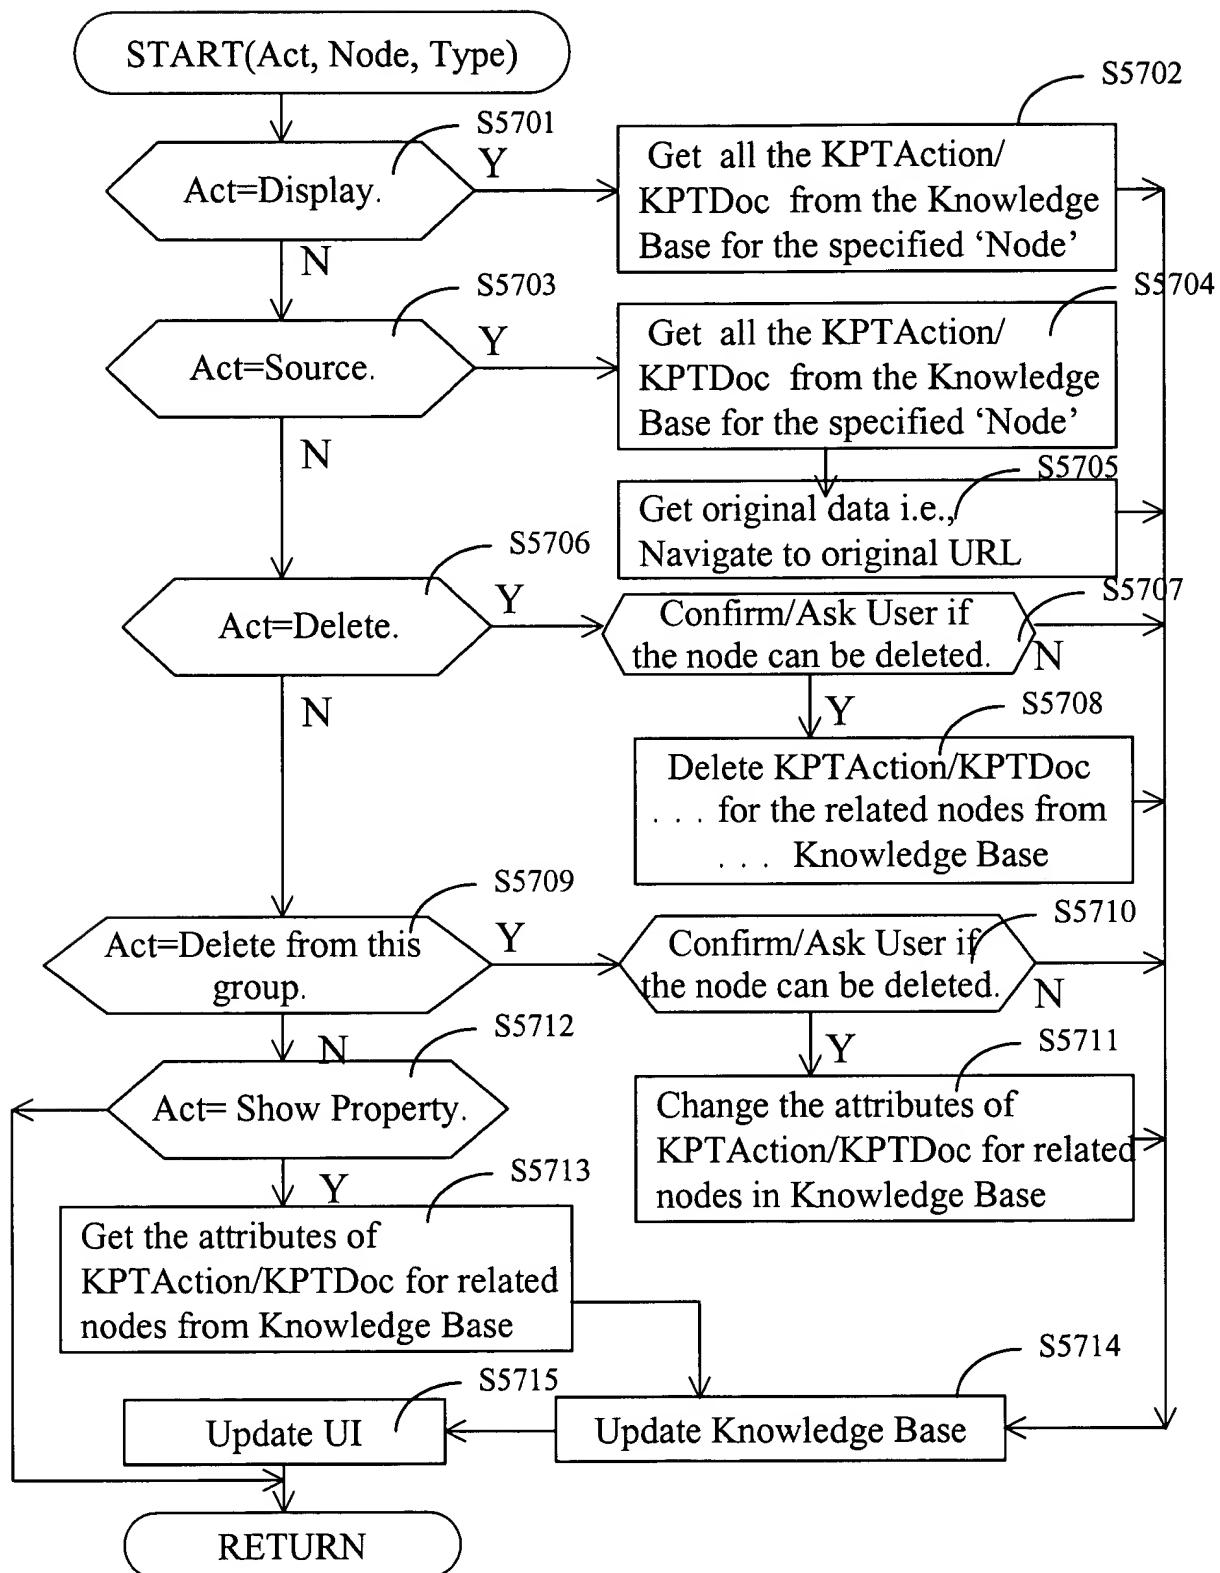 START(Act, Node, Type)
S5702
S5701
Act=Display.
Y
Get all the KPTAction/
KPTDoc from the Knowledge
Base for the specified ‘Node’
N
S5703
S5704
Act=Source.
Y
Get all the KPTAction/
KPTDoc from the Knowledge
Base for the specified ‘Node’
N
S5705
Get original data i.e.,
Navigate to original URL
S5706
S5707
Act=Delete.
Y
Confirm/Ask User if
the node can be deleted.
N
N
Y
S5708
Delete KPTAction/KPTDoc
. . . for the related nodes from
. . . Knowledge Base
S5709
S5710
Act=Delete from this
group.
Y
Confirm/Ask User if
the node can be deleted.
N
N
S5712
Y
S5711
Act= Show Property.
Change the attributes of
KPTAction/KPTDoc for related
nodes in Knowledge Base
Y
S5713
Get the attributes of
KPTAction/KPTDoc for related
nodes from Knowledge Base
S5714
S5715
Update UI
Update Knowledge Base
RETURN